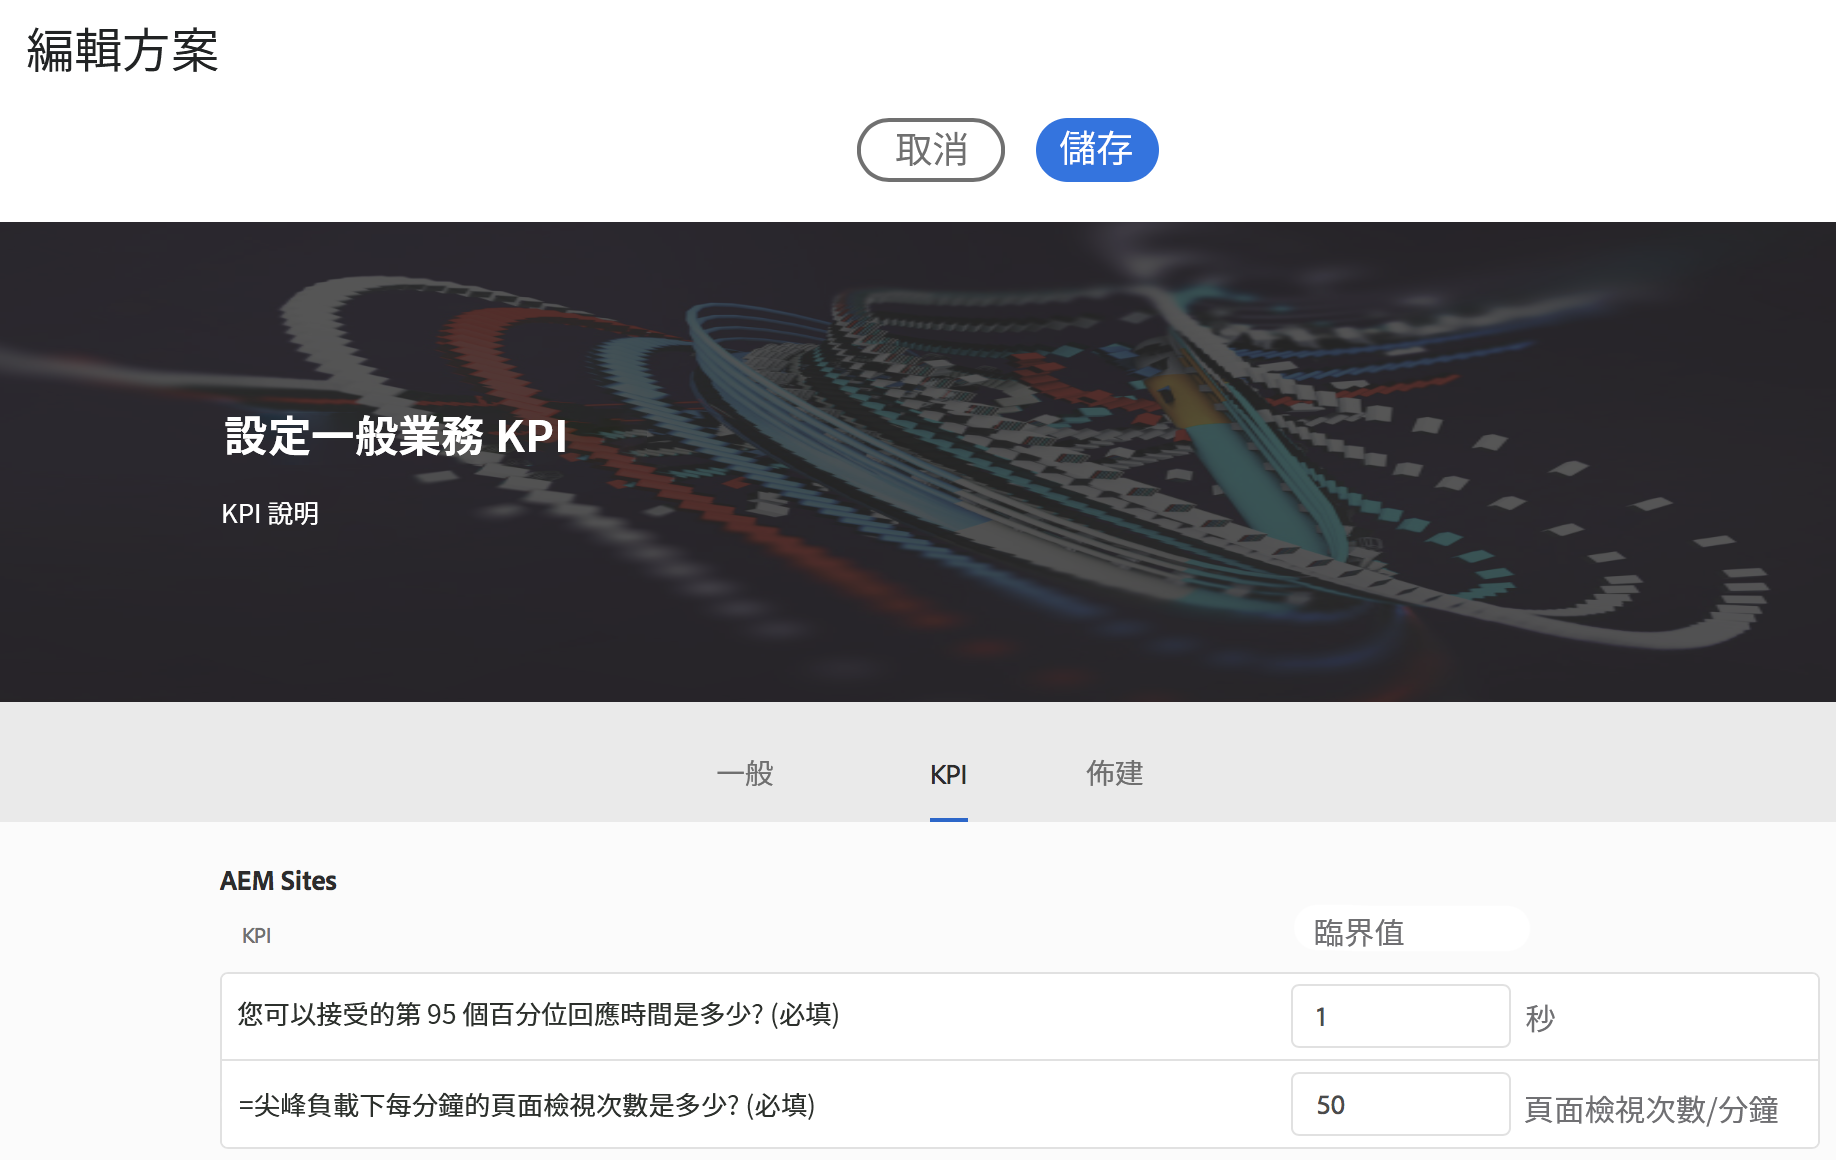 編輯方案
取消 儲存
設定一般業務 KPI
KPI 說明
一般 KPI 佈建
AEM Sites
KPI 臨界值
您可以接受的第 95 個百分位回應時間是多少? (必填) 1 秒
=尖峰負載下每分鐘的頁面檢視次數是多少? (必填) 50 頁面檢視次數/分鐘